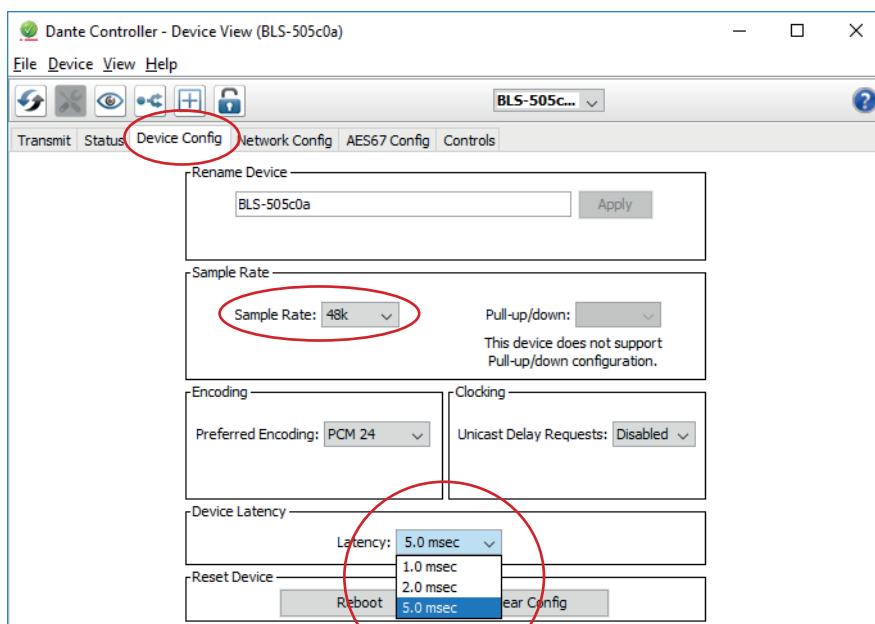 Dante Controller - Device View (BLS-505c0a)
File Device View Help
BLS-505c...
?
Transmit Status Device Config Network Config AES67 Config Controls
Rename Device
BLS-505c0a Apply
Sample Rate
Sample Rate: 48k Pull-up/down:
This device does not support
Pull-up/down configuration.
Encoding Clocking
Preferred Encoding: PCM 24 Unicast Delay Requests: Disabled
Device Latency
Latency: 5.0 msec
1.0 msec
2.0 msec
5.0 msec
Reset Device
Reboot ear Config